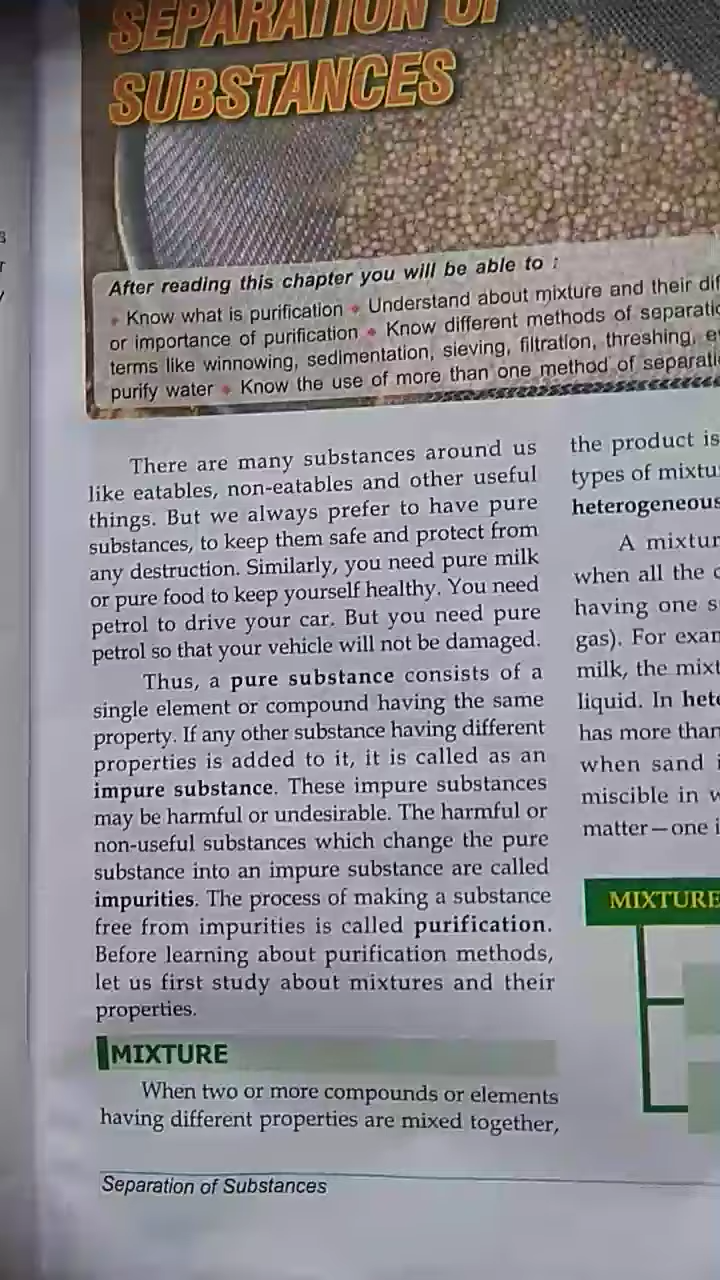 SEPARATION OF
SUBSTANCES
After reading this chapter you will be able to :
• Know what is purification • Understand about mixture and their dif
or importance of purification • Know different methods of separatio
terms like winnowing, sedimentation, sieving, filtration, threshing, e
purify water • Know the use of more than one method of separati
There are many substances around us
like eatables, non-eatables and other useful
things. But we always prefer to have pure
substances, to keep them safe and protect from
any destruction. Similarly, you need pure milk
or pure food to keep yourself healthy. You need
petrol to drive your car. But you need pure
petrol so that your vehicle will not be damaged.
Thus, a pure substance consists of a
single element or compound having the same
property. If any other substance having different
properties is added to it, it is called as an
impure substance. These impure substances
may be harmful or undesirable. The harmful or
non-useful substances which change the pure
substance into an impure substance are called
impurities. The process of making a substance
free from impurities is called purification.
Before learning about purification methods,
let us first study about mixtures and their
properties.
MIXTURE
When two or more compounds or elements
having different properties are mixed together,
the product is
types of mixtu
heterogeneous
A mixtur
when all the c
having one s
gas). For exam
milk, the mixt
liquid. In hete
has more than
when sand i
miscible in w
matter—one i
MIXTURE
Separation of Substances